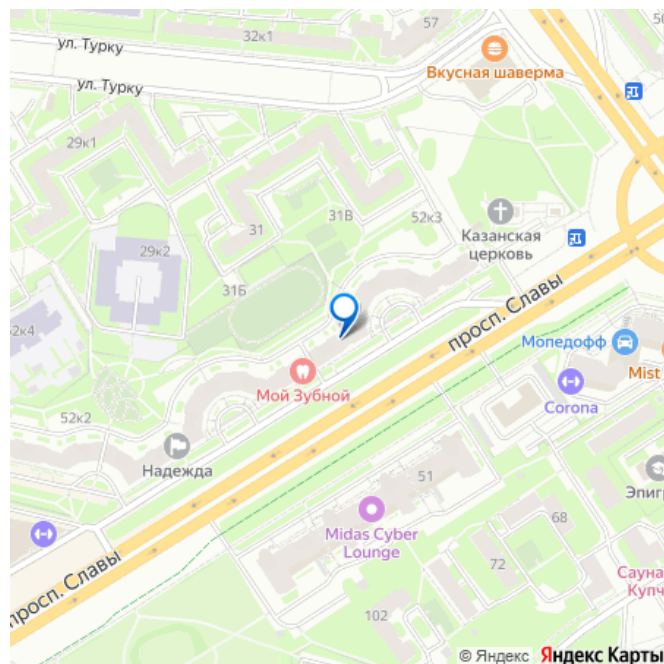 57
32к1
ул. Турку
Вкусная шаверма
ул. Турку
29к1
31В
52к3
31
Казанская
церковь
29к2
31Б
просп. Славы
52к4
Мопедофф
Mist
Мой Зубной
Corona
52к2
Надежда
51
Эпигр
68
Midas Cyber
Lounge
72
просп. Славы
Сауна
Купч
102
© Яндекс Яндекс Карты